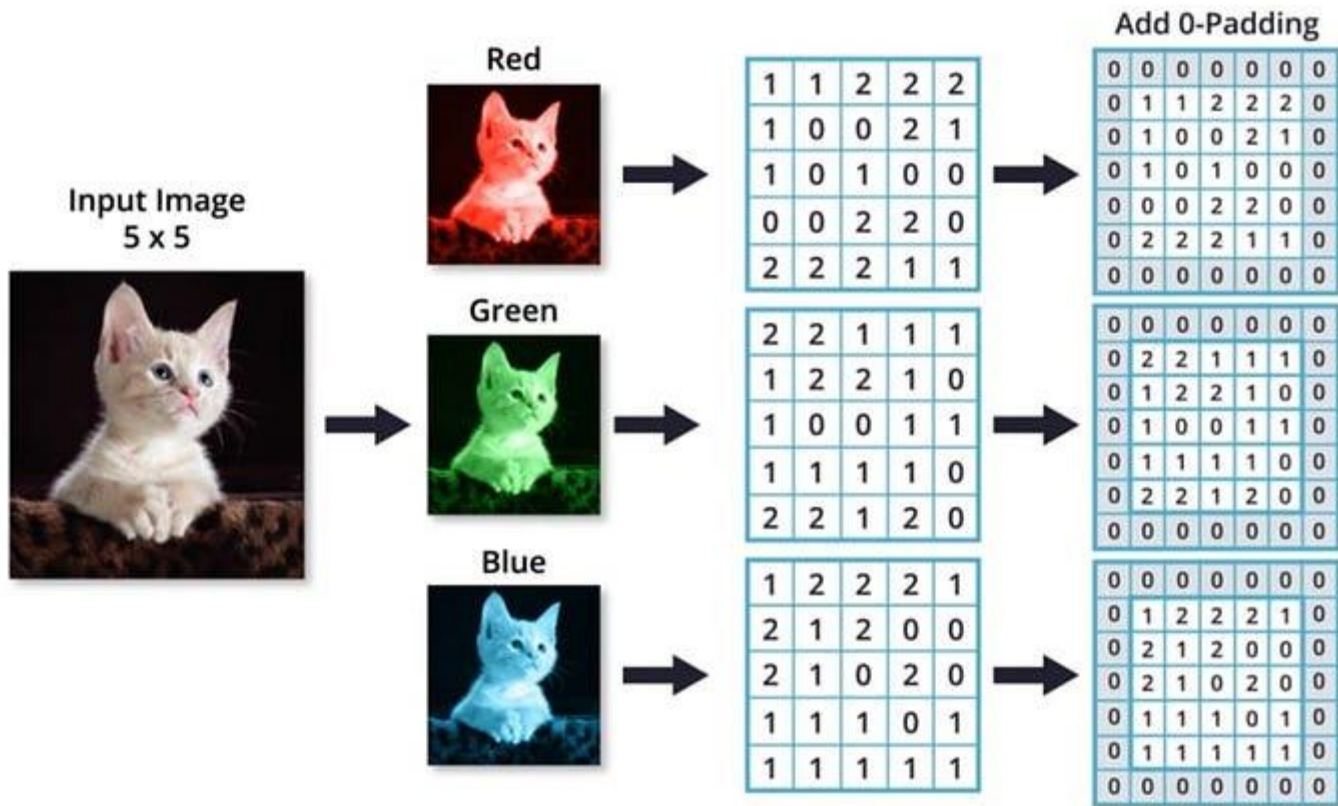 Add 0-Padding
Red
1 1 2 2 2
1 0 0 2 1
1 0 1 0 0
0 0 2 2 0
2 2 2 1 1
0 0 0 0 0 0 0
0 1 1 2 2 2 0
0 1 0 0 2 1 0
0 1 0 1 0 0 0
0 0 0 2 2 0 0
0 2 2 2 1 1 0
0 0 0 0 0 0 0
Input Image
5 x 5
Green
2 2 1 1 1
1 2 2 1 0
1 0 0 1 1
1 1 1 1 0
2 2 1 2 0
0 0 0 0 0 0 0
0 2 2 1 1 1 0
0 1 2 2 1 0 0
0 1 0 0 1 1 0
0 1 1 1 1 0 0
0 2 2 1 2 0 0
0 0 0 0 0 0 0
Blue
1 2 2 2 1
2 1 2 0 0
2 1 0 2 0
1 1 1 0 1
1 1 1 1 1
0 0 0 0 0 0 0
0 1 2 2 2 1 0
0 2 1 2 0 0 0
0 2 1 0 2 0 0
0 1 1 1 0 1 0
0 1 1 1 1 1 0
0 0 0 0 0 0 0